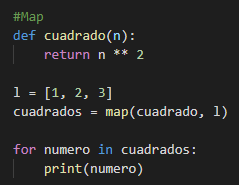 #Map
def cuadrado(n):
    return n ** 2

l = [1, 2, 3]
cuadrados = map(cuadrado, l)

for numero in cuadrados:
    print(numero)